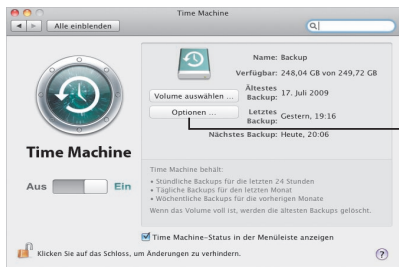 Time Machine
Alle einblenden
Name: Backup
Verfügbar: 248,04 GB von 249,72 GB
Volume auswählen ...
Ältestes Backup: 17. Juli 2009
Optionen ...
Letztes Backup: Gestern, 19:16
Nächstes Backup: Heute, 20:06
Time Machine
Aus Ein
Time Machine behält:
• Stündliche Backups für die letzten 24 Stunden
• Tägliche Backups für den letzten Monat
• Wöchentliche Backups für die vorherigen Monate
Wenn das Volume voll ist, werden die ältesten Backups gelöscht.
Time Machine-Status in der Menüleiste anzeigen
Klicken Sie auf das Schloss, um Änderungen zu verhindern.
?